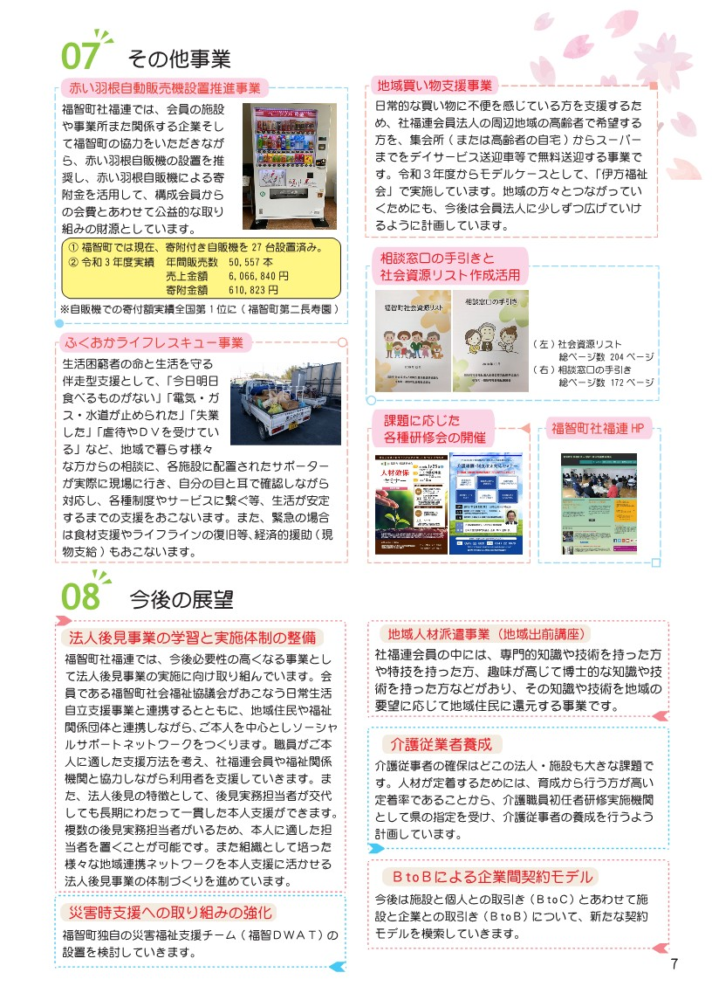 07 その他事業
赤い羽根自動販売機設置推進事業
福智町社福連では、会員の施設
や事業所また関係する企業そし
て福智町の協力をいただきなが
ら、赤い羽根自販機の設置を推
奨し、赤い羽根自販機による寄
附金を活用して、構成会員から
の会費とあわせて公益的な取り
組みの財源としています。
① 福智町では現在、寄附付き自販機を 27 台設置済み。
② 令和 3 年度実績 年間販売数 50,557 本
売上金額 6,066,840 円
寄附金額 610,823 円
※自販機での寄付額実績全国第 1 位に ( 福智町第二長寿園 )
ふくおかライフレスキュー事業
生活困窮者の命と生活を守る
伴走型支援として、「今日明日
食べるものがない」「電気・ガ
ス・水道が止められた」「失業
した」「虐待やＤＶを受けてい
る」など、地域で暮らす様々
な方からの相談に、各施設に配置されたサポーター
が実際に現場に行き、自分の目と耳で確認しながら
対応し、各種制度やサービスに繋ぐ等、生活が安定
するまでの支援をおこないます。また、緊急の場合
は食材支援やライフラインの復旧等、経済的援助 ( 現
物支給 ) もおこないます。
地域買い物支援事業
日常的な買い物に不便を感じている方を支援するた
め、社福連会員法人の周辺地域の高齢者で希望する
方を、集会所 ( または高齢者の自宅 ) からスーパー
までをデイサービス送迎車等で無料送迎する事業で
す。令和３年度からモデルケースとして、「伊方福祉
会」で実施しています。地域の方々とつながってい
くためにも、今後は会員法人に少しずつ広げていけ
るように計画しています。
相談窓口の手引きと
社会資源リスト作成活用
福智町社会資源リスト
相談窓口の手引き
( 左 ) 社会資源リスト
総ページ数 204 ページ
( 右 ) 相談窓口の手引き
総ページ数 172 ページ
課題に応じた
各種研修会の開催
人材確保
セミナー
福智町社福連 HP
08 今後の展望
法人後見事業の学習と実施体制の整備
福智町社福連では、今後必要性の高くなる事業とし
て法人後見事業の実施に向け取り組んでいます。会
員である福智町社会福祉協議会がおこなう日常生活
自立支援事業と連携するとともに、地域住民や福祉
関係団体と連携しながら、ご本人を中心としソーシャ
ルサポートネットワークをつくります。職員がご本
人に適した支援方法を考え、社福連会員や福祉関係
機関と協力しながら利用者を支援していきます。ま
た、法人後見の特徴として、後見実務担当者が交代
しても長期にわたって一貫した本人支援ができます。
複数の後見実務担当者がいるため、本人に適した担
当者を置くことが可能です。また組織として培った
様々な地域連携ネットワークを本人支援に活かせる
法人後見事業の体制づくりを進めています。
災害時支援への取り組みの強化
福智町独自の災害福祉支援チーム ( 福智ＤＷＡＴ ) の
設置を検討していきます。
地域人材派遣事業（地域出前講座）
社福連会員の中には、専門的知識や技術を持った方
や特技を持った方、趣味が高じて博士的な知識や技
術を持った方などがおり、その知識や技術を地域の
要望に応じて地域住民に還元する事業です。
介護従業者養成
介護従事者の確保はどこの法人・施設も大きな課題で
す。人材が定着するためには、育成から行う方が高い
定着率であることから、介護職員初任者研修実施機関
として県の指定を受け、介護従事者の養成を行うよう
計画しています。
ＢtoＢによる企業間契約モデル
今後は施設と個人との取引き ( ＢtoＣ ) とあわせて施
設と企業との取引き ( ＢtoＢ ) について、新たな契約
モデルを模索していきます。
7